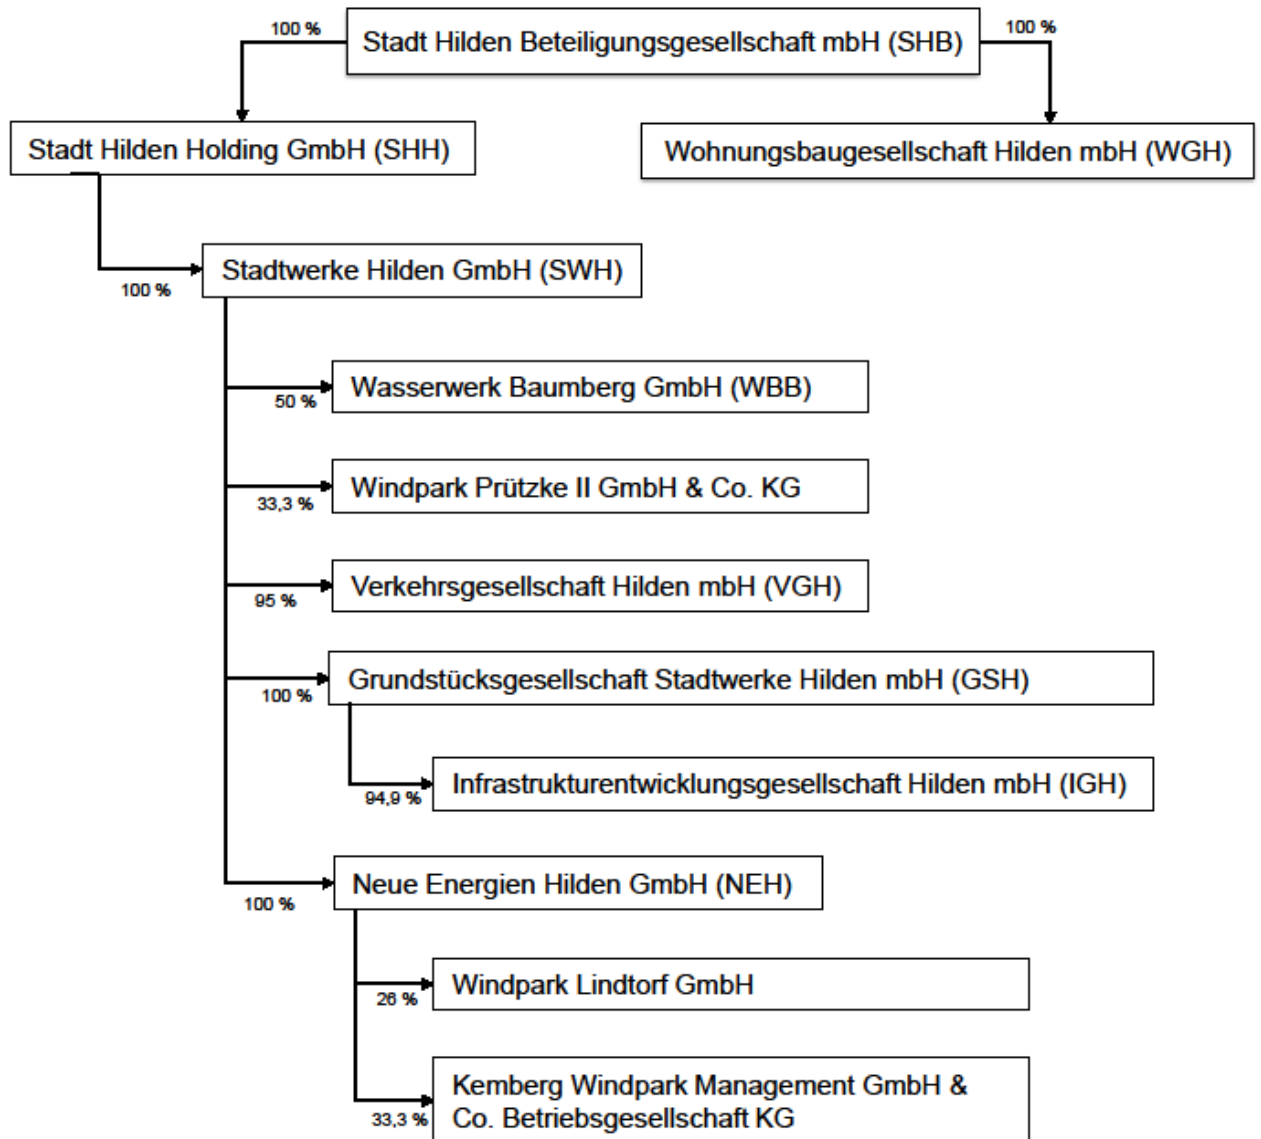 100 %
Stadt Hilden Beteiligungsgesellschaft mbH (SHB)
100 %
Stadt Hilden Holding GmbH (SHH)
Wohnungsbaugesellschaft Hilden mbH (WGH)
Stadtwerke Hilden GmbH (SWH)
100 %
Wasserwerk Baumberg GmbH (WBB)
50 %
Windpark Prützke II GmbH & Co. KG
33,3 %
Verkehrsgesellschaft Hilden mbH (VGH)
95 %
Grundstücksgesellschaft Stadtwerke Hilden mbH (GSH)
100 %
Infrastrukturentwicklungsgesellschaft Hilden mbH (IGH)
94,9 %
Neue Energien Hilden GmbH (NEH)
100 %
Windpark Lindtorf GmbH
26 %
Kemberg Windpark Management GmbH &
Co. Betriebsgesellschaft KG
33,3 %